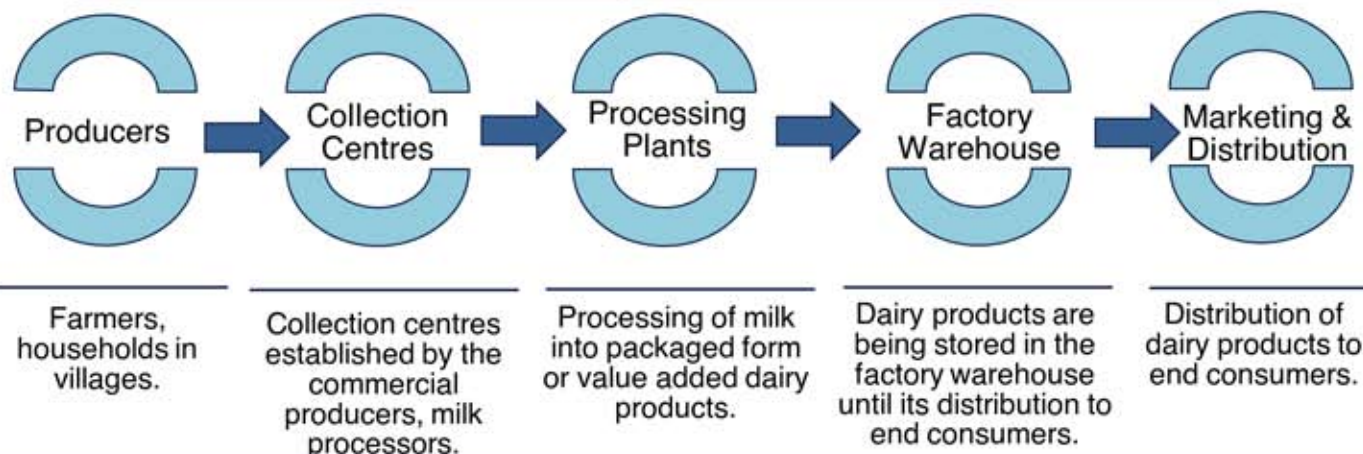 Producers
Collection
Centres
Processing
Plants
Factory
Warehouse
Marketing &
Distribution
Farmers,
households in
villages.
Collection centres
established by the
commercial
producers, milk
processors.
Processing of milk
into packaged form
or value added dairy
products.
Dairy products are
being stored in the
factory warehouse
until its distribution to
end consumers.
Distribution of
dairy products to
end consumers.